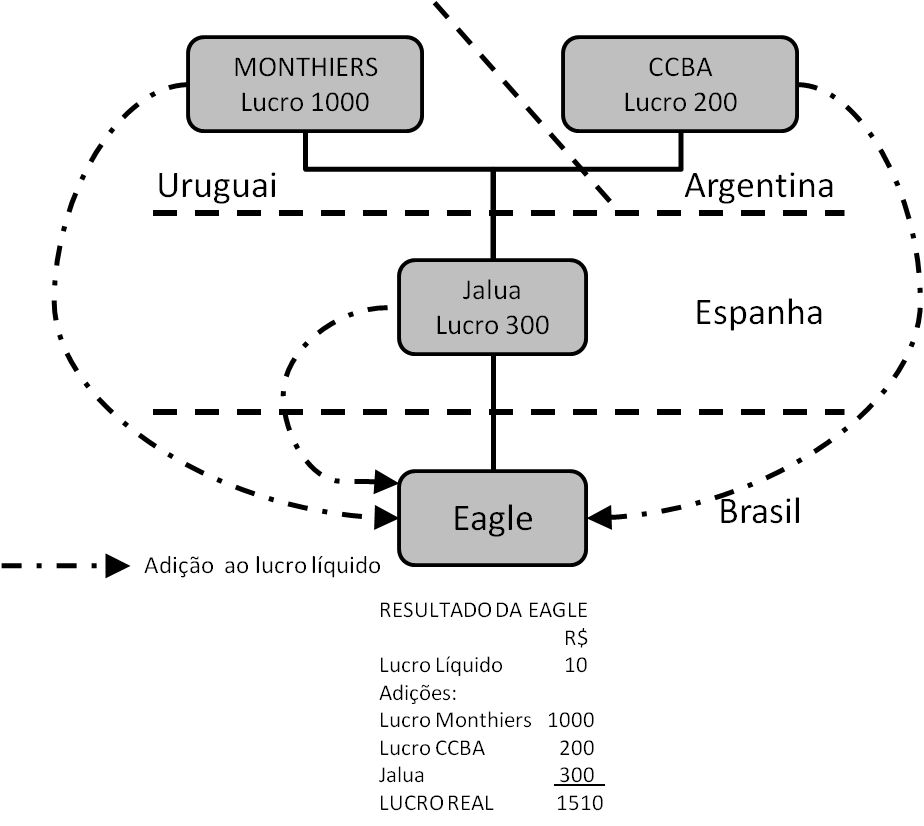 MONTHIERS
Lucro 1000
CCBA
Lucro 200
Uruguai
Argentina
Jalua
Lucro 300
Espanha
Eagle
Brasil
Adição ao lucro líquido
RESULTADO DA EAGLE
R$
Lucro Líquido 10
Adições:
Lucro Monthiers 1000
Lucro CCBA 200
Jalua 300
LUCRO REAL 1510